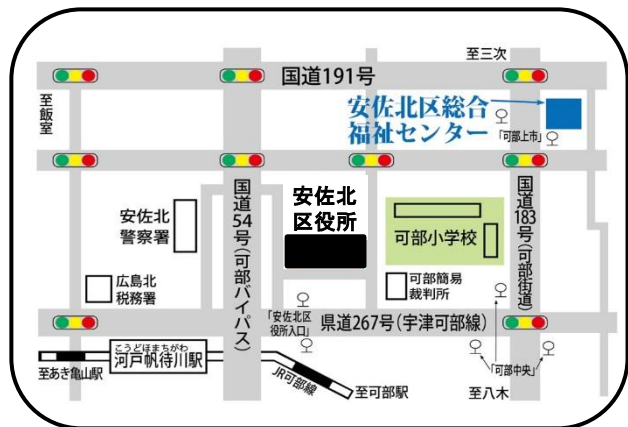 至三次
国道191号
至飯室
安佐北区総合
福祉センター
「可部上市」
安佐北
警察署
国道54号(可部バイパス)
安佐北
区役所
可部小学校
国道183号(可部街道)
広島北
税務署
可部簡易
裁判所
「安佐北区
役所入口」
県道267号(宇津可部線)
こうどほまちがわ
河戸帆待川駅
「可部中央」
至あき亀山駅
JR可部線
至可部駅
至八木